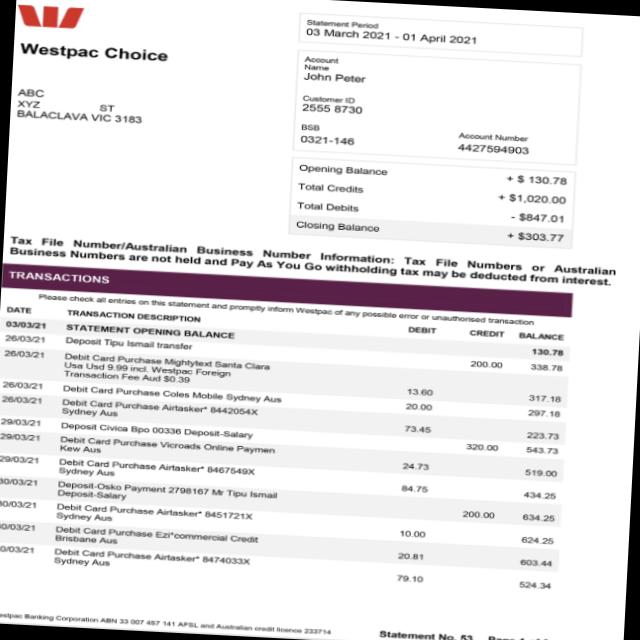 Westpac Choice
Statement Period
03 March 2021 - 01 April 2021
Account
Name
John Peter
Customer ID
2555 8730
BSB Account Number
0321-146 4427594903
ABC
XYZ ST
BALACLAVA VIC 3183
Opening Balance + $ 130.78
Total Credits + $1,020.00
Total Debits - $847.01
Closing Balance + $303.77
Tax File Number/Australian Business Number Information: Tax File Numbers or Australian
Business Numbers are not held and Pay As You Go withholding tax may be deducted from interest.
TRANSACTIONS
Please check all entries on this statement and promptly inform Westpac of any possible error or unauthorised transaction
DATE TRANSACTION DESCRIPTION DEBIT CREDIT BALANCE
03/03/21 STATEMENT OPENING BALANCE 130.78
26/03/21 Deposit Tipu Ismail transfer 200.00 338.78
26/03/21 Debit Card Purchase Mightytext Santa Clara
Usa Usd 9.99 incl. Westpac Foreign
Transaction Fee Aud $0.39 13.60 317.18
26/03/21 Debit Card Purchase Coles Mobile Sydney Aus 20.00 297.18
26/03/21 Debit Card Purchase Airtasker* 8442054X
Sydney Aus 73.45 223.73
29/03/21 Deposit Civica Bpo 00336 Deposit-Salary 320.00 543.73
29/03/21 Debit Card Purchase Vicroads Online Paymen
Kew Aus 24.73 519.00
29/03/21 Debit Card Purchase Airtasker* 8467549X
Sydney Aus 84.75 434.25
30/03/21 Deposit-Osko Payment 2798167 Mr Tipu Ismail
Deposit-Salary 200.00 634.25
30/03/21 Debit Card Purchase Airtasker* 8451721X
Sydney Aus 10.00 624.25
0/03/21 Debit Card Purchase Ezi*commercial Credit
Brisbane Aus 20.81 603.44
0/03/21 Debit Card Purchase Airtasker* 8474033X
Sydney Aus 79.10 524.34
estpac Banking Corporation ABN 33 007 457 141 AFSL and Australian credit licence 233714
Statement No. 53 Page